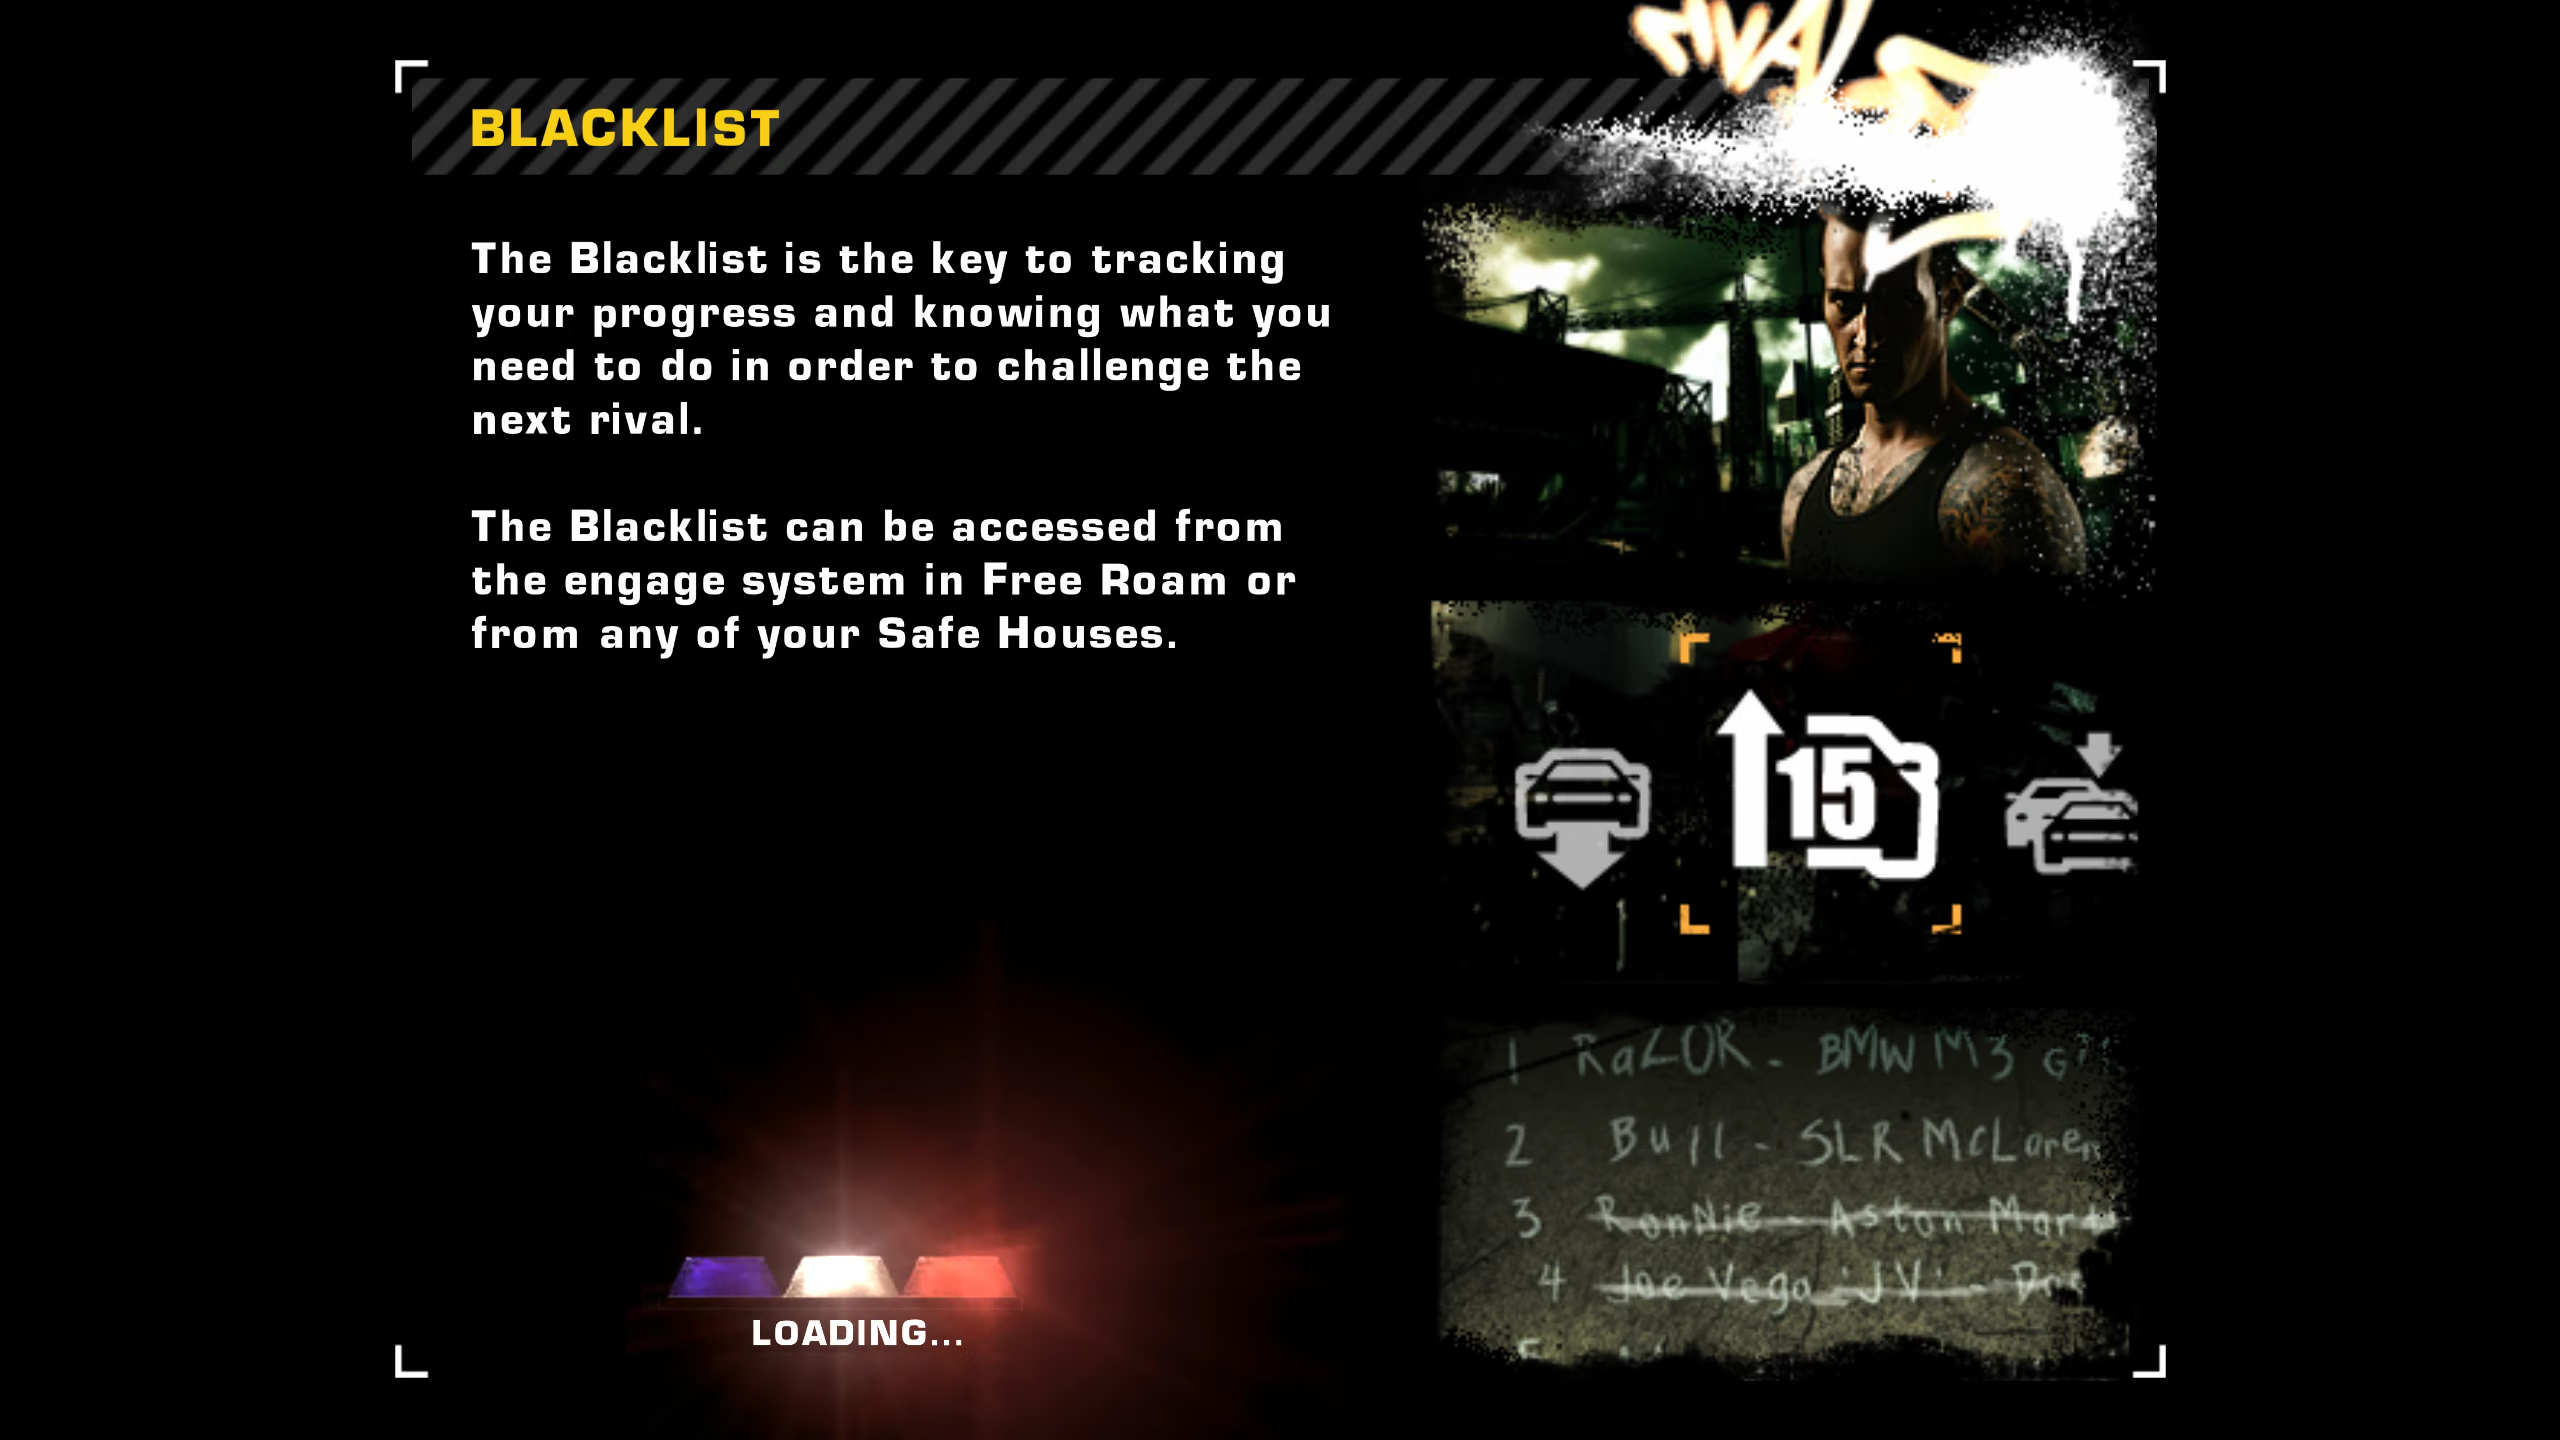 RIVAL
BLACKLIST
The Blacklist is the key to tracking
your progress and knowing what you
need to do in order to challenge the
next rival.
The Blacklist can be accessed from
the engage system in Free Roam or
from any of your Safe Houses.
15
1 RaZOR - BMW M3
2 Bull - SLR McLaren
3 RonNie - Aston
4 Joe Vega 'JV' -
LOADING...